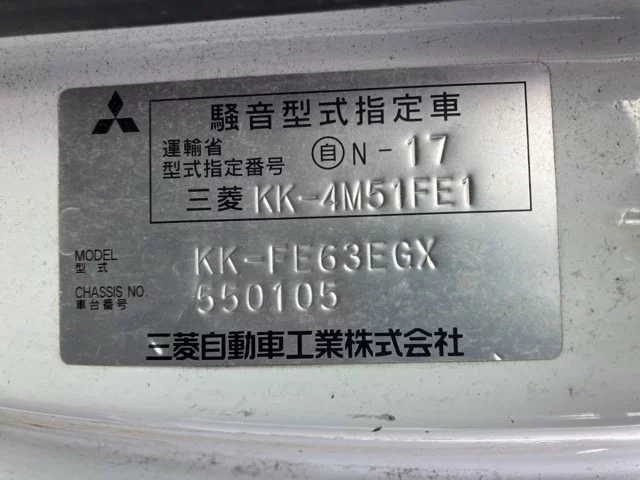 騒音型式指定車
運輸省
型式指定番号 自 N-17
三菱 KK-4M51FE1
MODEL
型式 KK-FE63EGX
CHASSIS NO.
車台番号 550105
三菱自動車工業株式会社